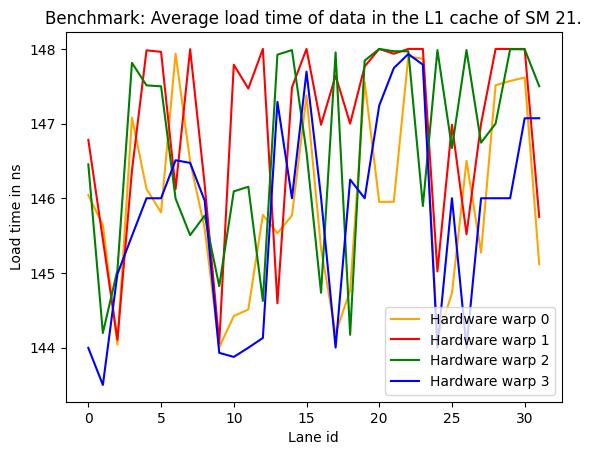 Benchmark: Average load time of data in the L1 cache of SM 21.
148
147
146
145
144
Load time in ns
Hardware warp 0
Hardware warp 1
Hardware warp 2
Hardware warp 3
0 5 10 15 20 25 30
Lane id